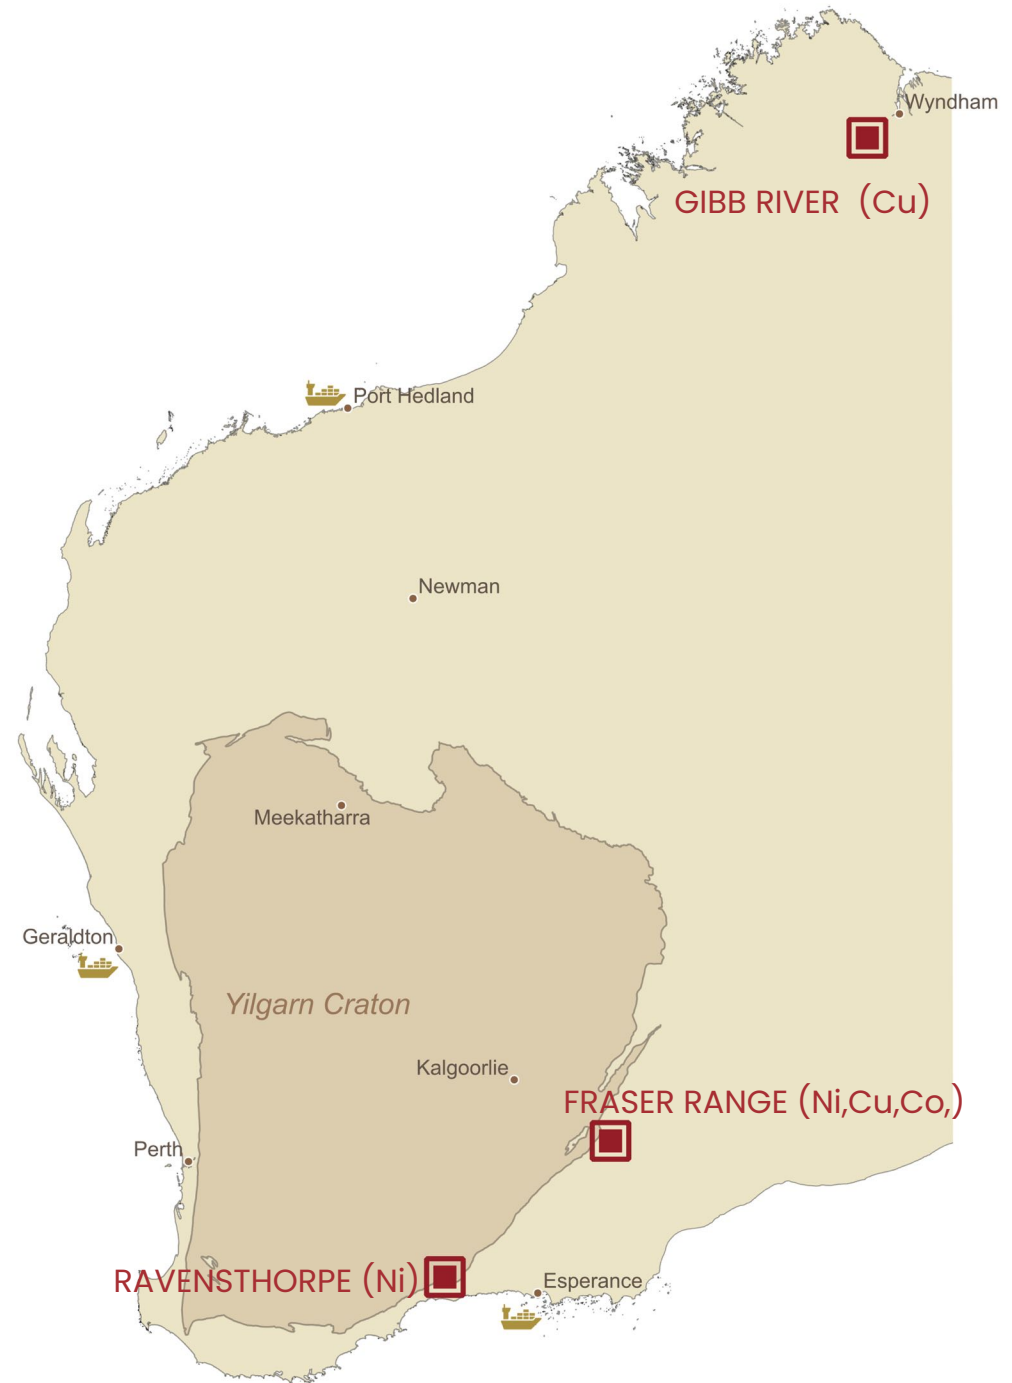 Wyndham
GIBB RIVER (Cu)
Port Hedland
Newman
Meekatharra
Geraldton
Yilgarn Craton
Kalgoorlie
FRASER RANGE (Ni,Cu,Co,)
Perth
RAVENSTHORPE (Ni)
Esperance